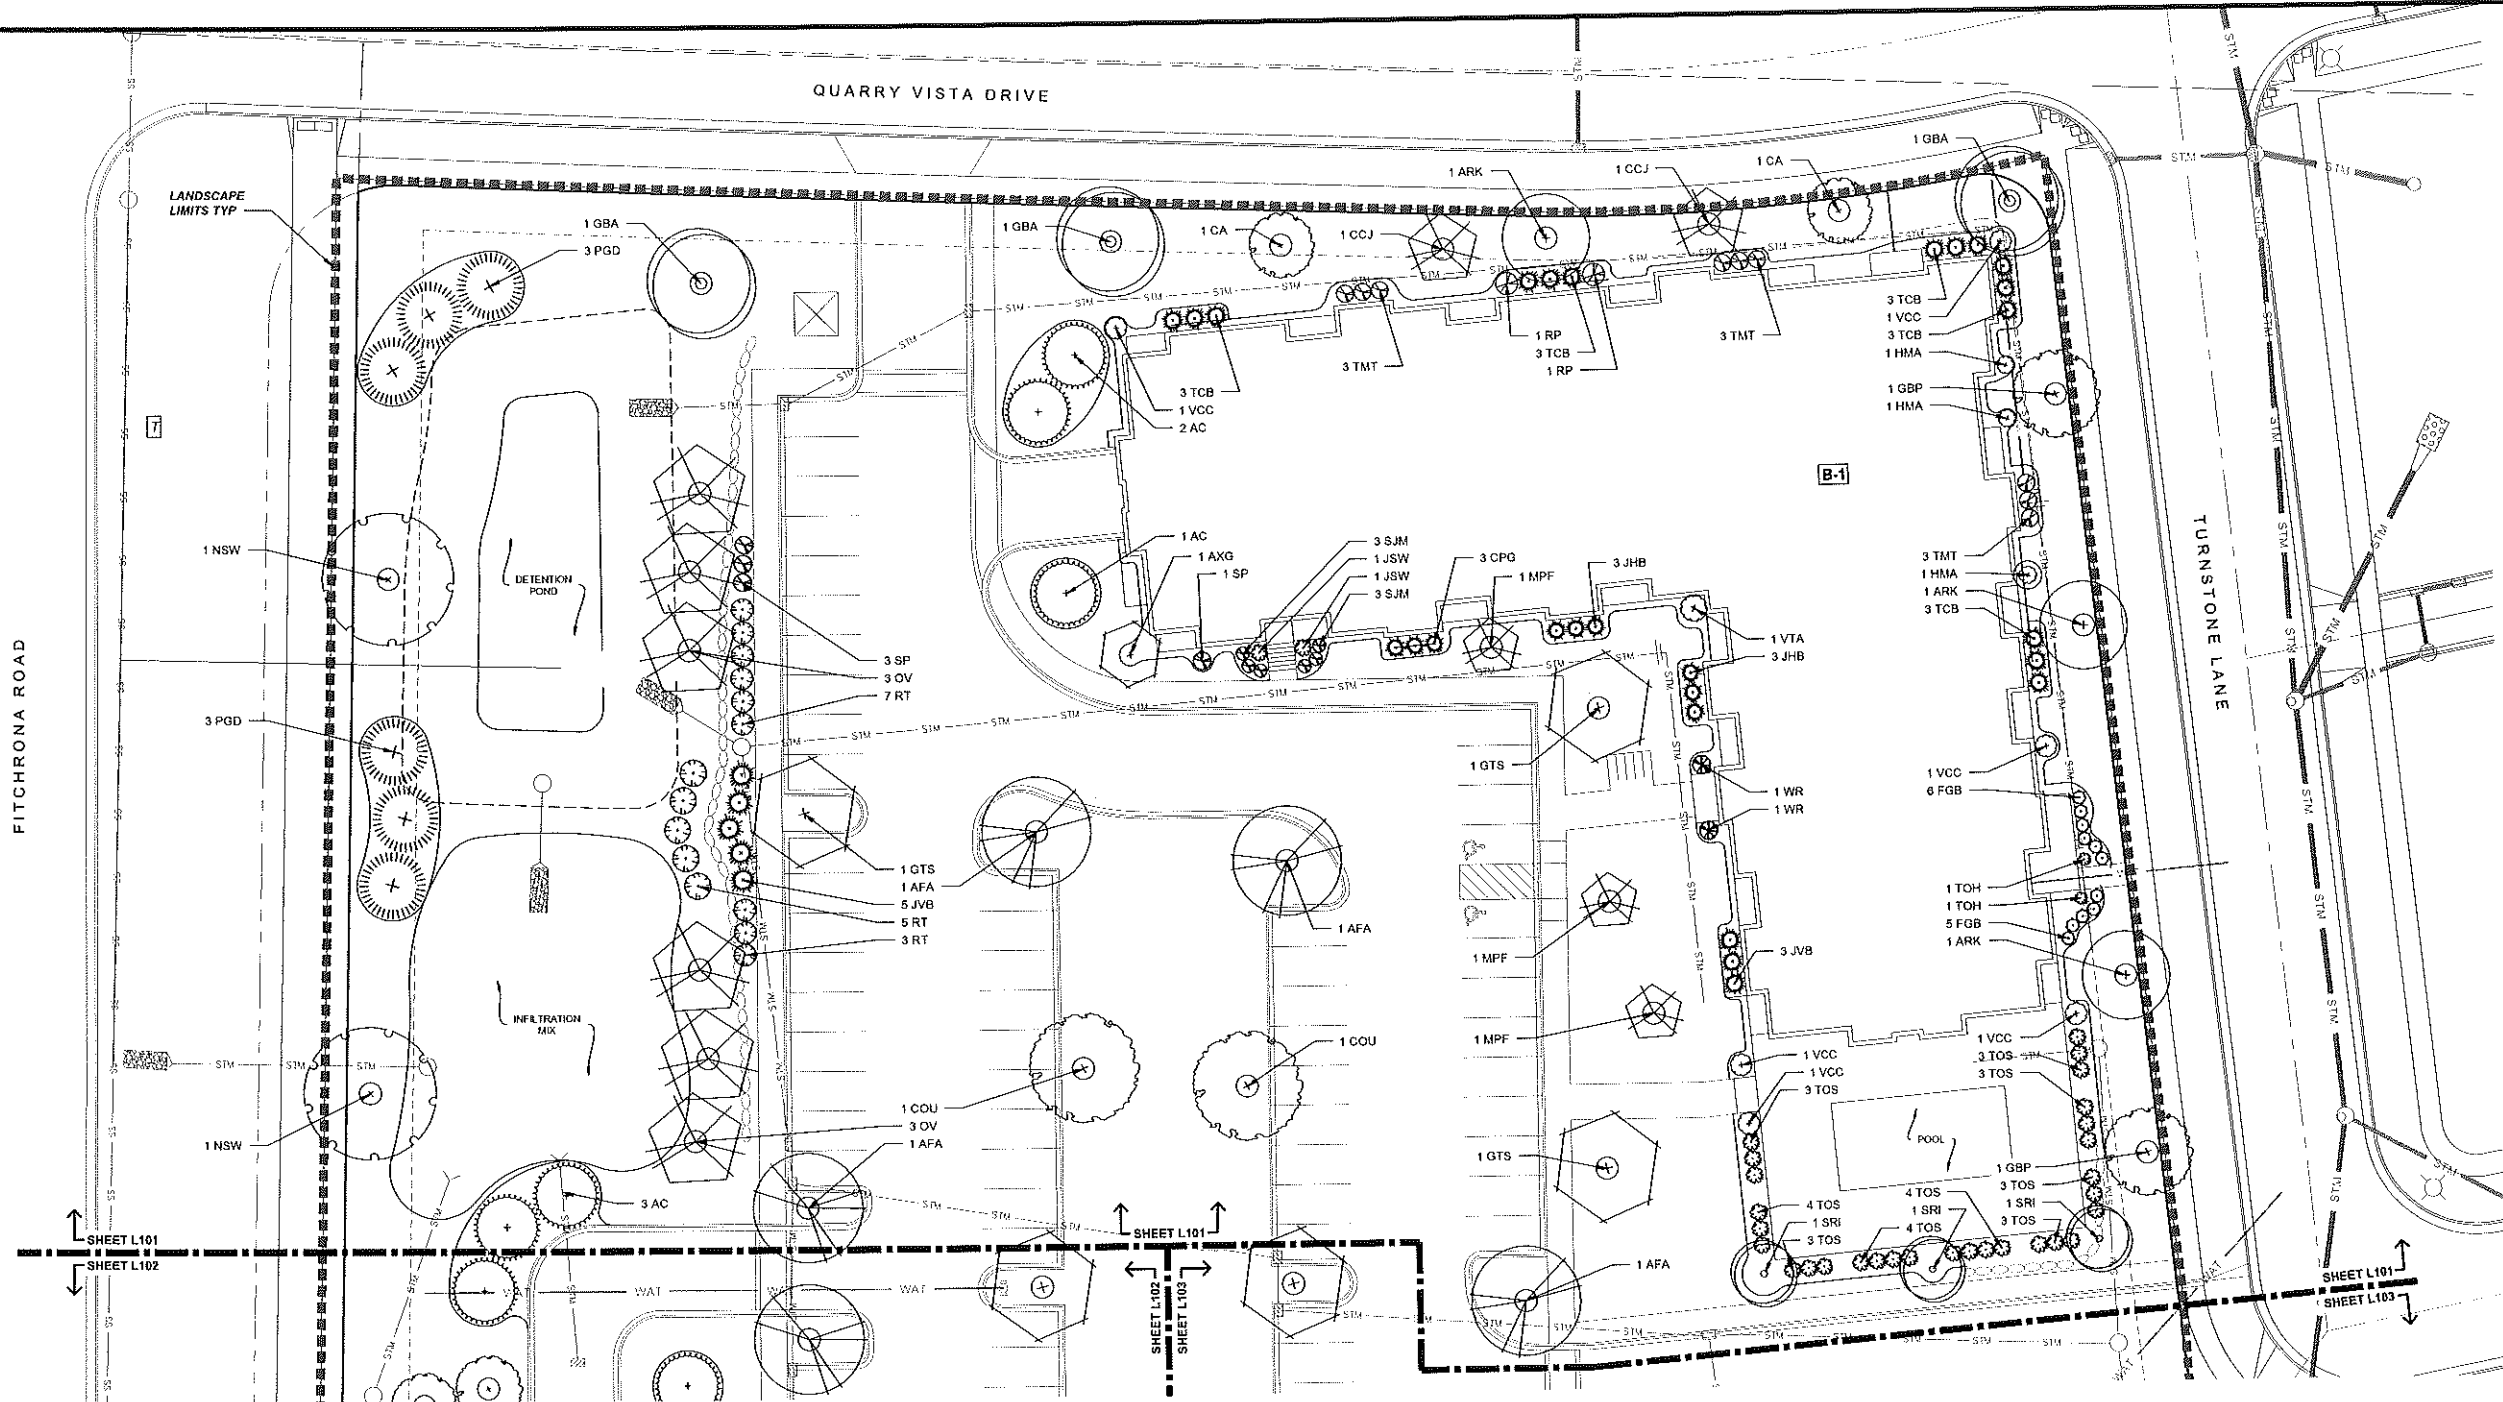 QUARRY VISTA DRIVE
LANDSCAPE
LIMITS TYP
1 GBA
3 PGD
1 GBA
1 CA
1 CCJ
1 ARK
1 CCJ
1 CA
1 GBA
3 TCB
1 VCC
3 TCB
1 HMA
1 GBP
1 HMA
1 RP
3 TCB
1 RP
3 TMT
3 TMT
3 TCB
1 VCC
2 AC
T
B-1
1 NSW
DETENTION
POND
1 AC
1 AXG
1 SP
3 SJM
1 JSW
1 JSW
3 SJM
3 CPG
1 MPF
3 JHB
3 TMT
1 HMA
1 ARK
3 TCB
1 VTA
3 JHB
3 SP
3 OV
7 RT
FITCHRONA ROAD
TURNSTONE LANE
3 PGD
1 GTS
1 WR
1 WR
1 VCC
6 FGB
1 GTS
1 AFA
5 JVB
5 RT
3 RT
1 AFA
1 MPF
3 JVB
1 TOH
1 TOH
5 FGB
1 ARK
INFILTRATION
MIX
1 COU
1 MPF
1 VCC
1 VCC
3 TOS
1 VCC
3 TOS
3 TOS
1 COU
3 OV
1 AFA
1 NSW
POOL
1 GTS
1 GBP
3 TOS
1 SRI
3 TOS
4 TOS
1 SRI
4 TOS
4 TOS
1 SRI
3 TOS
3 AC
SHEET L101
SHEET L102
SHEET L101
SHEET L102
SHEET L103
1 AFA
SHEET L101
SHEET L103
WAT
WAT
WAT
STM
STM
STM
STM
STM
STM
SS
SS
SS